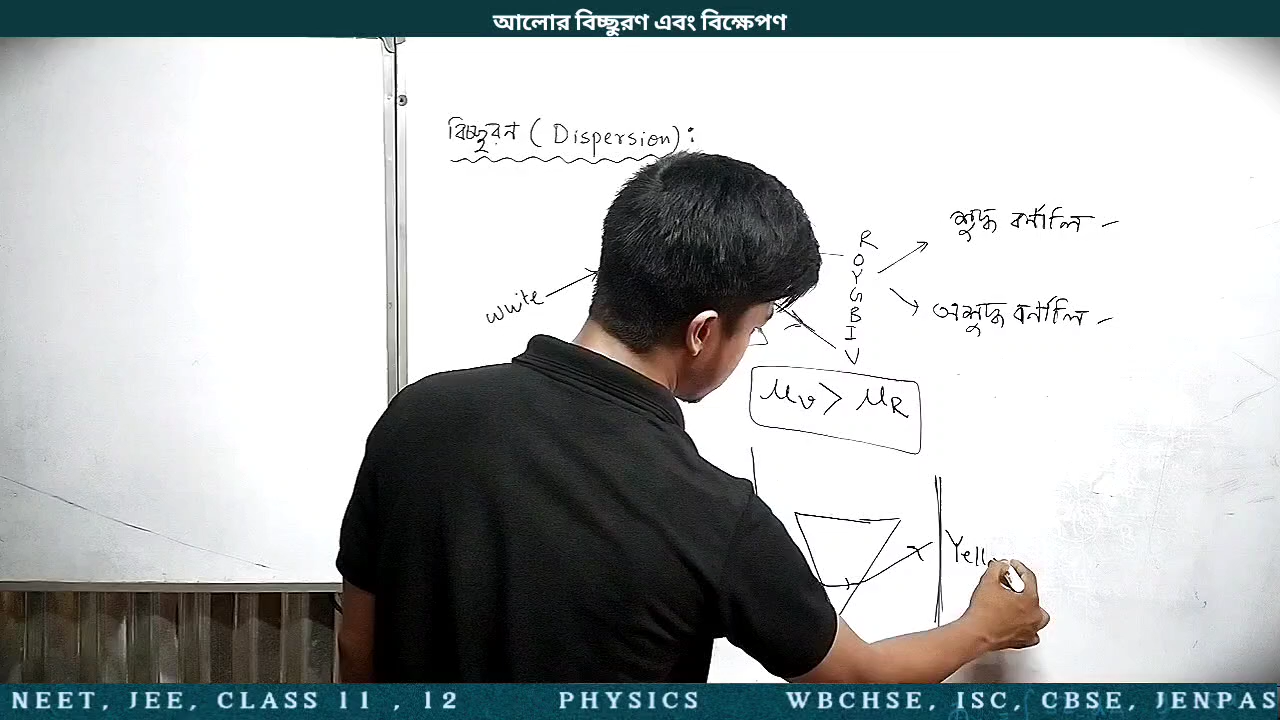 আলোর বিচ্ছুরণ এবং বিক্ষেপণ
বিচ্ছুরন ( Dispersion) :
White
R
O
Y
G
B
I
V
শুদ্ধ বর্নালি -
অশুদ্ধ বর্নালি -
μv > μR
Yell
NEET, JEE, CLASS 11 , 12 PHYSICS WBCHSE, ISC, CBSE, JENPAS